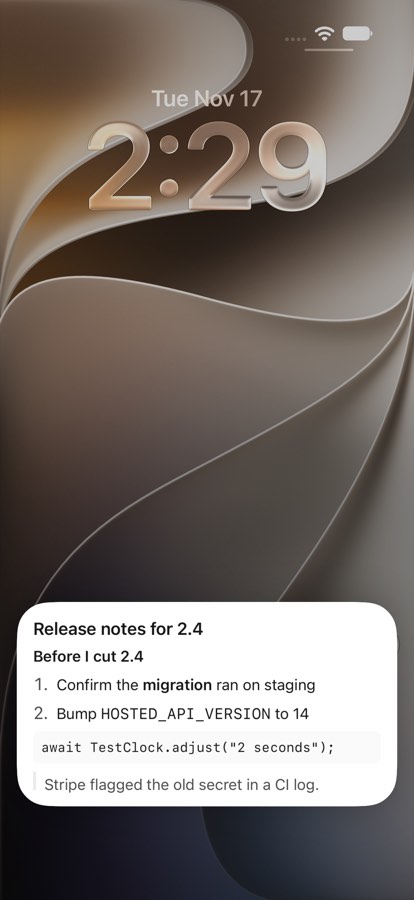 Tue Nov 17
2:29
Release notes for 2.4
Before I cut 2.4
1. Confirm the migration ran on staging
2. Bump HOSTED_API_VERSION to 14
await TestClock.adjust("2 seconds");
Stripe flagged the old secret in a CI log.